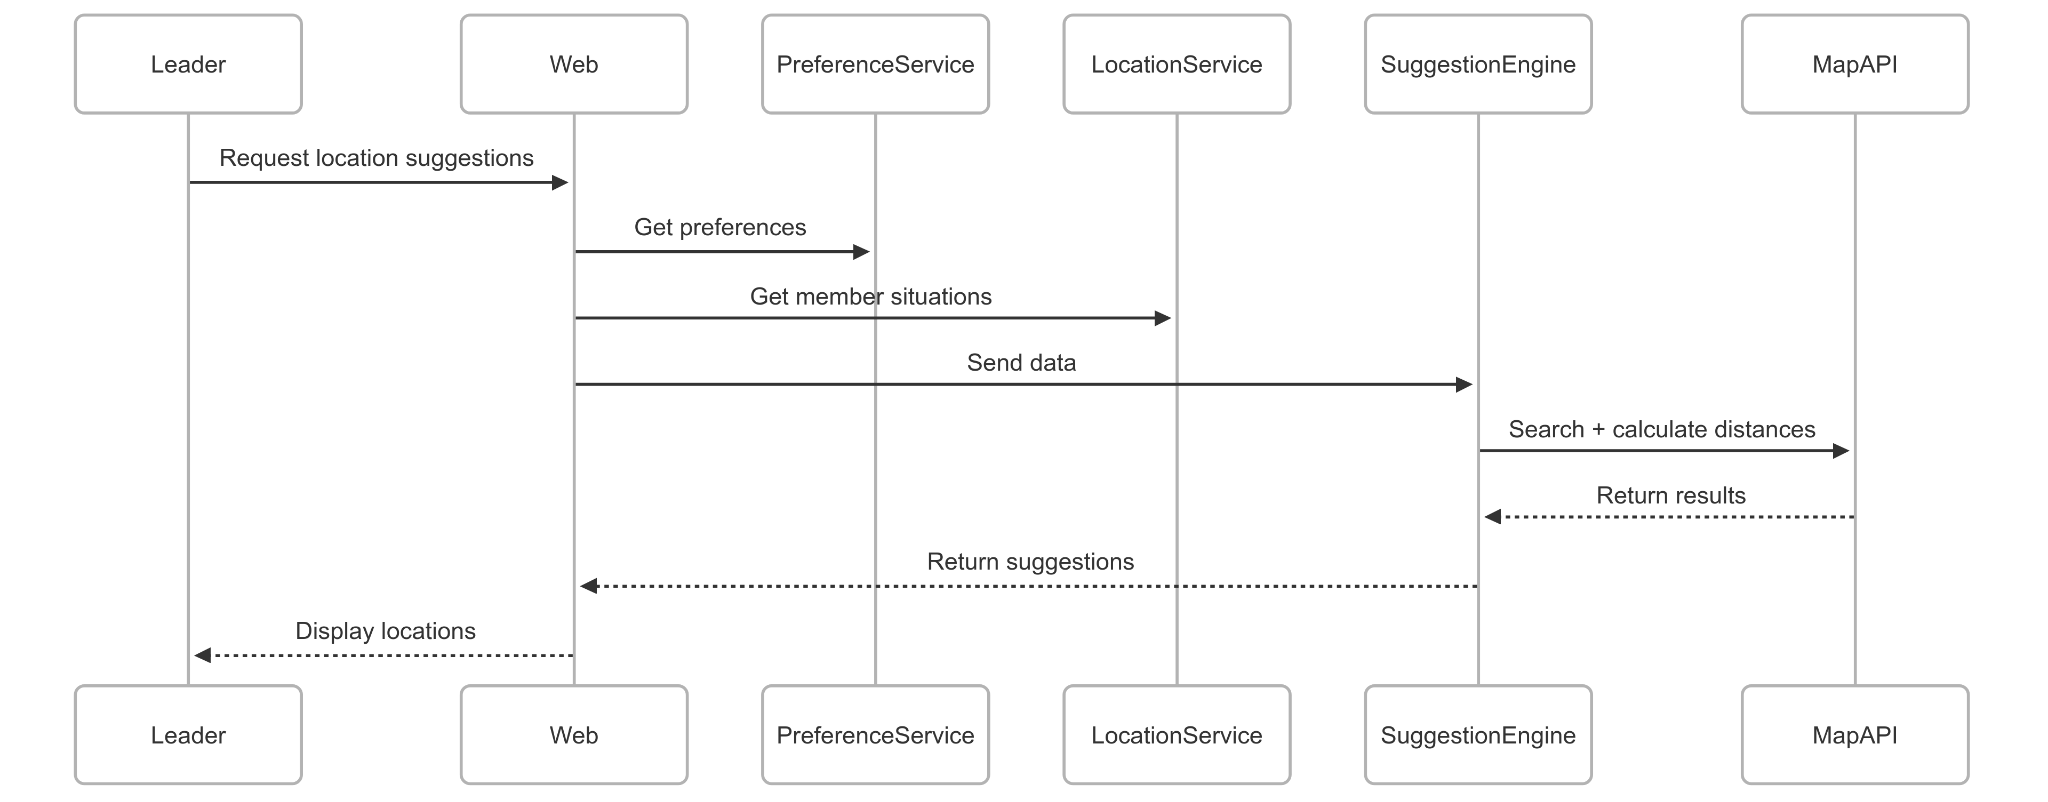 Leader
Web
PreferenceService
LocationService
SuggestionEngine
MapAPI
Request location suggestions
Get preferences
Get member situations
Send data
Search + calculate distances
Return results
Return suggestions
Display locations
Leader
Web
PreferenceService
LocationService
SuggestionEngine
MapAPI